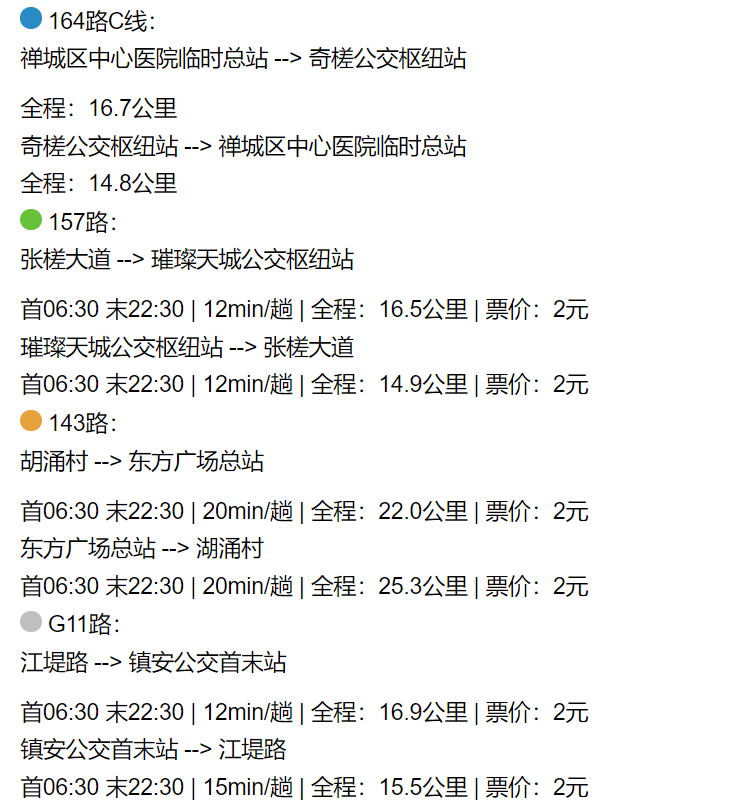 164路C线：
禅城区中心医院临时总站 --> 奇槎公交枢纽站
全程：16.7公里
奇槎公交枢纽站 --> 禅城区中心医院临时总站
全程：14.8公里
157路：
张槎大道 --> 璀璨天城公交枢纽站
首06:30 末22:30 | 12min/趟 | 全程：16.5公里 | 票价：2元
璀璨天城公交枢纽站 --> 张槎大道
首06:30 末22:30 | 12min/趟 | 全程：14.9公里 | 票价：2元
143路：
胡涌村 --> 东方广场总站
首06:30 末22:30 | 20min/趟 | 全程：22.0公里 | 票价：2元
东方广场总站 --> 湖涌村
首06:30 末22:30 | 20min/趟 | 全程：25.3公里 | 票价：2元
G11路：
江堤路 --> 镇安公交首末站
首06:30 末22:30 | 12min/趟 | 全程：16.9公里 | 票价：2元
镇安公交首末站 --> 江堤路
首06:30 末22:30 | 15min/趟 | 全程：15.5公里 | 票价：2元